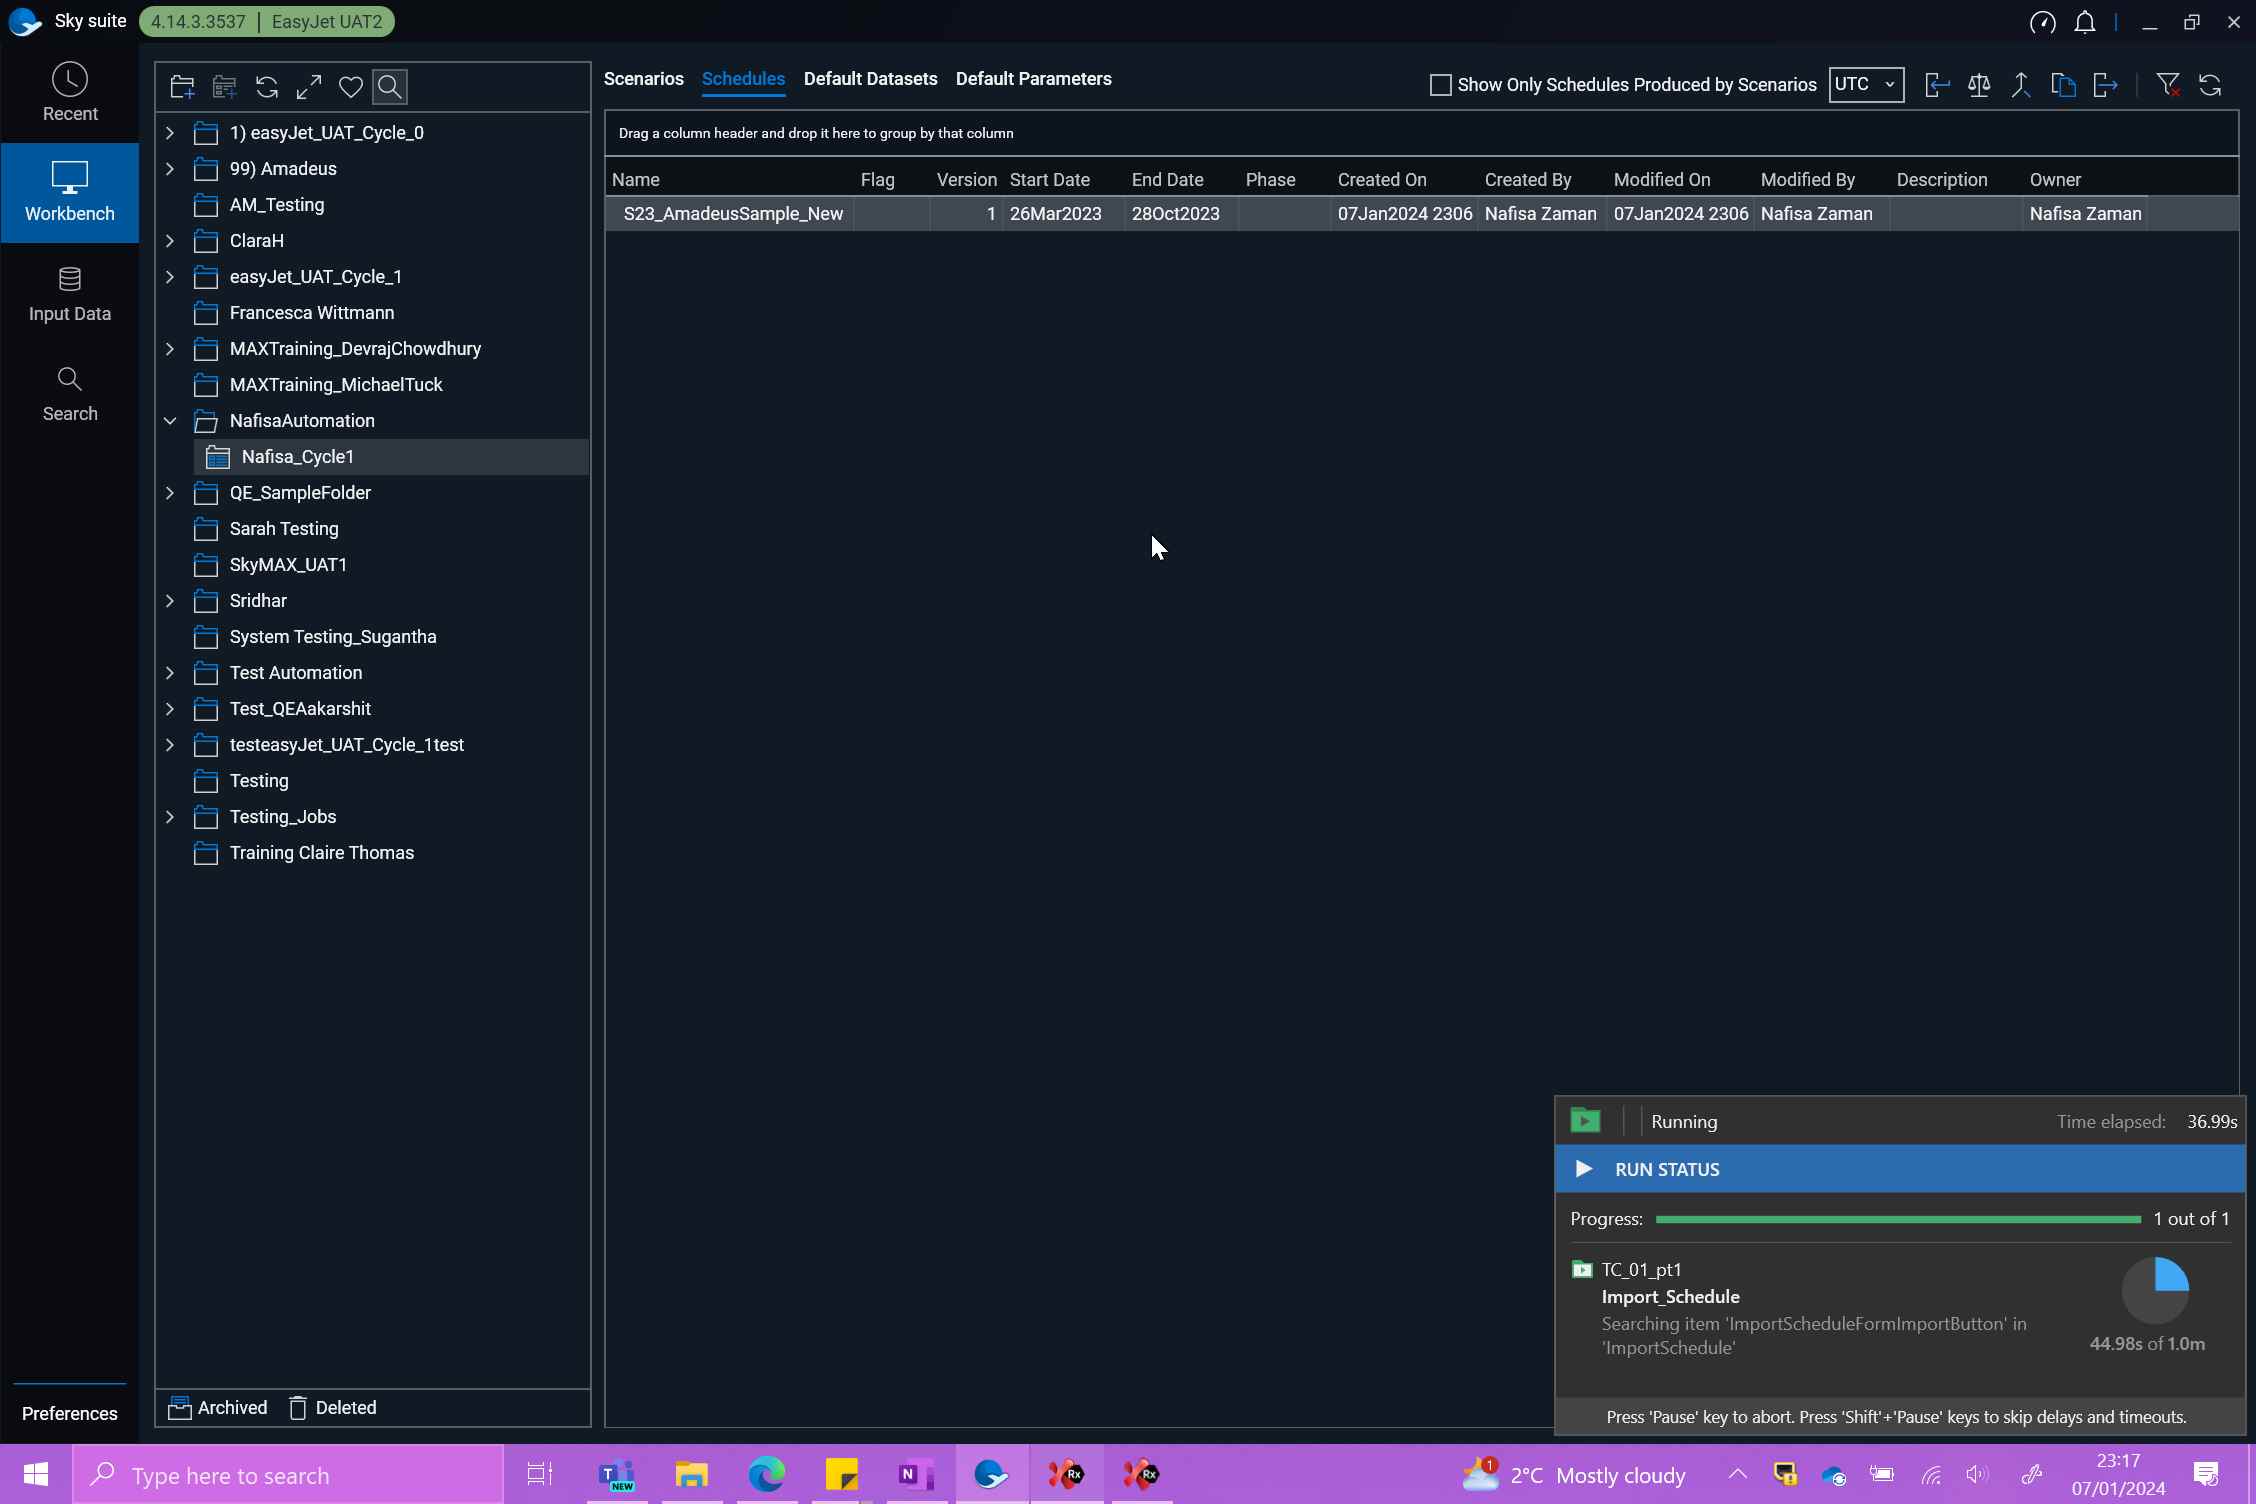 Sky suite 4.14.3.3537 | EasyJet UAT2
Recent
Workbench
Input Data
Search
Preferences
1) easyJet_UAT_Cycle_0
99) Amadeus
AM_Testing
ClaraH
easyJet_UAT_Cycle_1
Francesca Wittmann
MAXTraining_DevrajChowdhury
MAXTraining_MichaelTuck
NafisaAutomation
Nafisa_Cycle1
QE_SampleFolder
Sarah Testing
SkyMAX_UAT1
Sridhar
System Testing_Sugantha
Test Automation
Test_QEAakarshit
testeasyJet_UAT_Cycle_1test
Testing
Testing_Jobs
Training Claire Thomas
Archived Deleted
Scenarios Schedules Default Datasets Default Parameters Show Only Schedules Produced by Scenarios UTC
Drag a column header and drop it here to group by that column
Name Flag Version Start Date End Date Phase Created On Created By Modified On Modified By Description Owner
S23_AmadeusSample_New 1 26Mar2023 28Oct2023 07Jan2024 2306 Nafisa Zaman 07Jan2024 2306 Nafisa Zaman Nafisa Zaman
Running Time elapsed: 36.99s
RUN STATUS
Progress: 1 out of 1
TC_01_pt1
Import_Schedule
Searching item 'ImportScheduleFormImportButton' in
'ImportSchedule'
44.98s of 1.0m
Press 'Pause' key to abort. Press 'Shift'+'Pause' keys to skip delays and timeouts.
Type here to search
T
NEW
N
Rx
Rx
1
2°C Mostly cloudy
23:17
07/01/2024